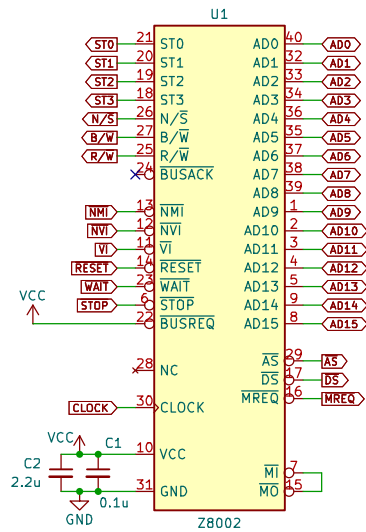 U1
ST0 21 ST0 AD0 40 AD0
ST1 20 ST1 AD1 32 AD1
ST2 19 ST2 AD2 33 AD2
ST3 18 ST3 AD3 34 AD3
N/S 26 N/S AD4 36 AD4
B/W 27 B/W AD5 35 AD5
R/W 25 R/W AD6 37 AD6
24 BUSACK AD7 38 AD7
AD8 39 AD8
NMI 13 NMI AD9 1 AD9
NVI 12 NVI AD10 2 AD10
VI 11 VI AD11 3 AD11
RESET 14 RESET AD12 4 AD12
WAIT 23 WAIT AD13 5 AD13
STOP 6 STOP AD14 9 AD14
VCC 22 BUSREQ AD15 8 AD15
AS 29 AS
28 NC DS 17 DS
MREQ 16 MREQ
CLOCK 30 CLOCK
VCC C1 10 VCC
C2 MI 7
2.2u
0.1u 31 GND MO 15
GND
Z8002